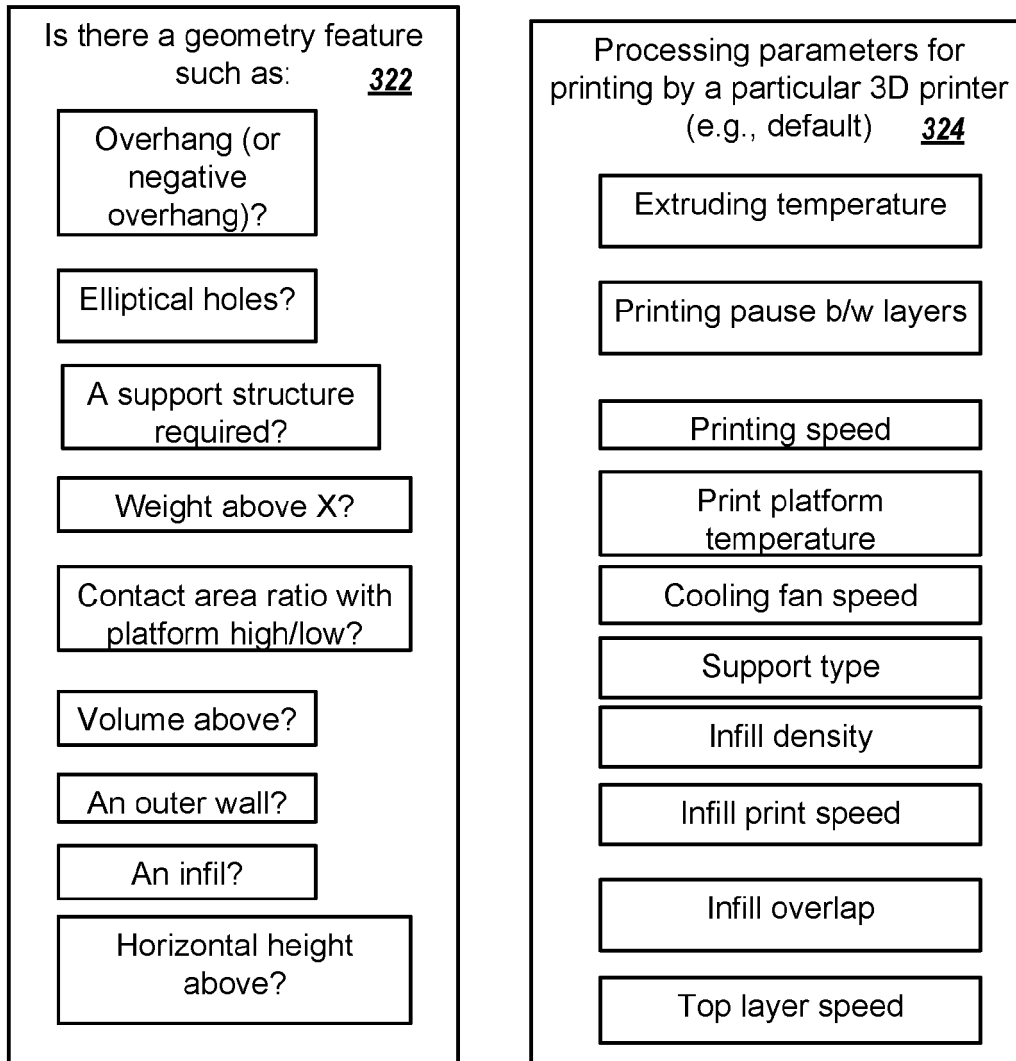 Is there a geometry feature
such as: 322
Overhang (or
negative
overhang)?
Elliptical holes?
A support structure
required?
Weight above X?
Contact area ratio with
platform high/low?
Volume above?
An outer wall?
An infil?
Horizontal height
above?
Processing parameters for
printing by a particular 3D printer
(e.g., default) 324
Extruding temperature
Printing pause b/w layers
Printing speed
Print platform
temperature
Cooling fan speed
Support type
Infill density
Infill print speed
Infill overlap
Top layer speed